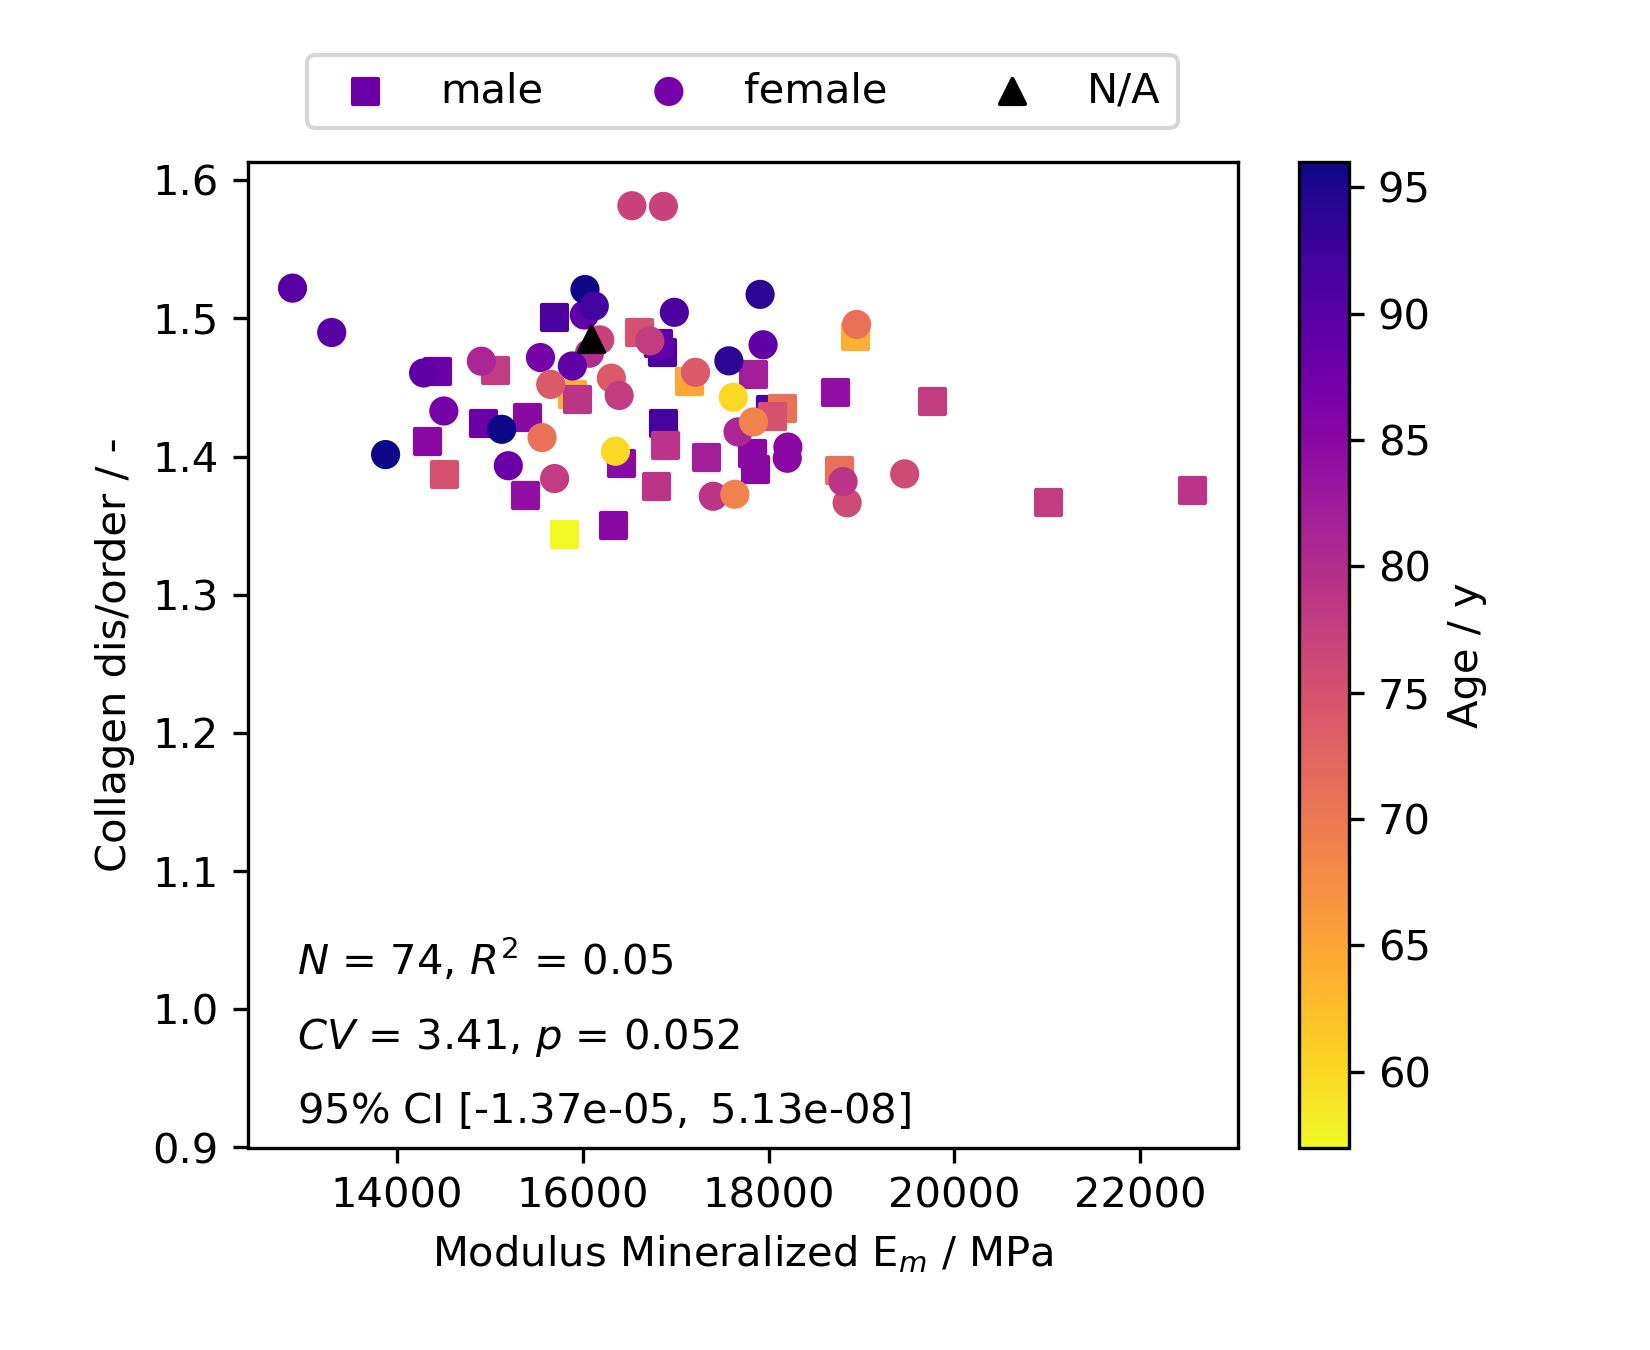 male female N/A
1.6
1.5
1.4
1.3
1.2
1.1
1.0
0.9
Collagen dis/order / -
N = 74, R² = 0.05
CV = 3.41, p = 0.052
95% CI [-1.37e-05, 5.13e-08]
14000 16000 18000 20000 22000
Modulus Mineralized Eₘ / MPa
95
90
85
80
75
70
65
60
Age / y